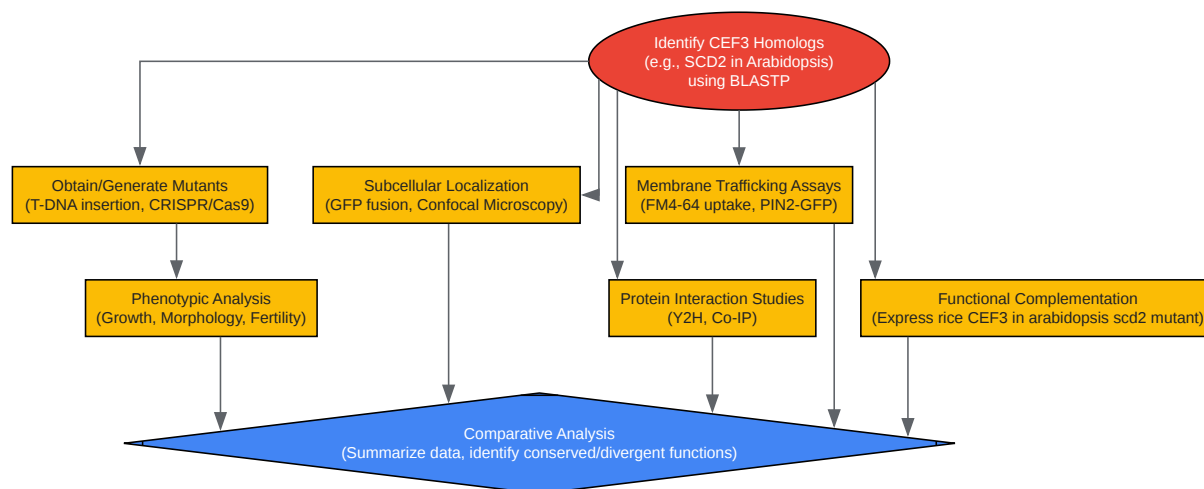 Identify CEF3 Homologs
(e.g., SCD2 in Arabidopsis)
using BLASTP
Obtain/Generate Mutants
(T-DNA insertion, CRISPR/Cas9)
Subcellular Localization
(GFP fusion, Confocal Microscopy)
Membrane Trafficking Assays
(FM4-64 uptake, PIN2-GFP)
Phenotypic Analysis
(Growth, Morphology, Fertility)
Protein Interaction Studies
(Y2H, Co-IP)
Functional Complementation
(Express rice CEF3 in arabidopsis scd2 mutant)
Comparative Analysis
(Summarize data, identify conserved/divergent functions)